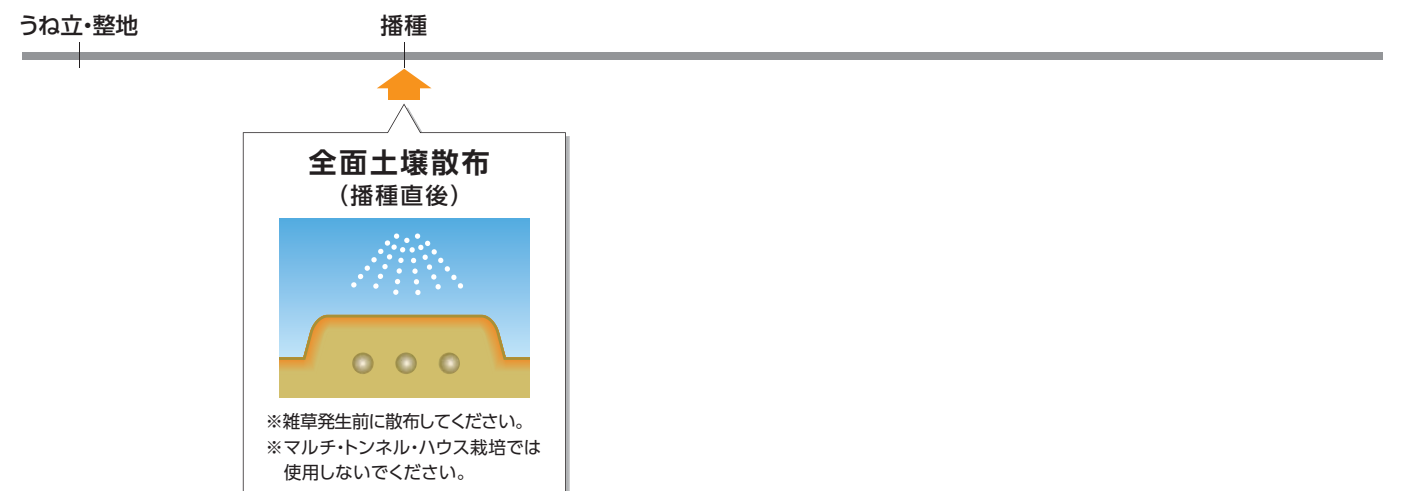 うね立・整地
播種
全面土壌散布
（播種直後）
※雑草発生前に散布してください。
※マルチ・トンネル・ハウス栽培では
使用しないでください。